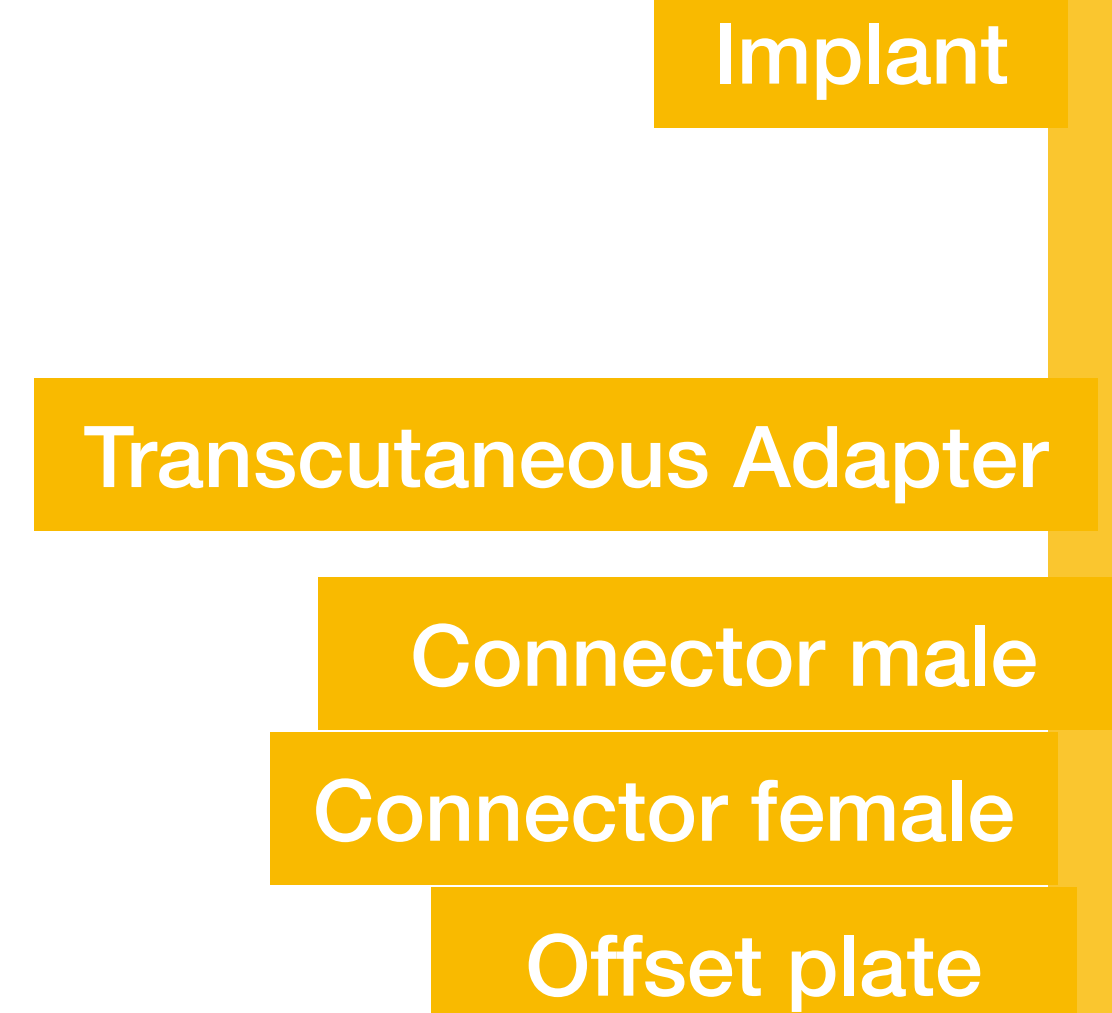 Implant
Transcutaneous Adapter
Connector male
Connector female
Offset plate